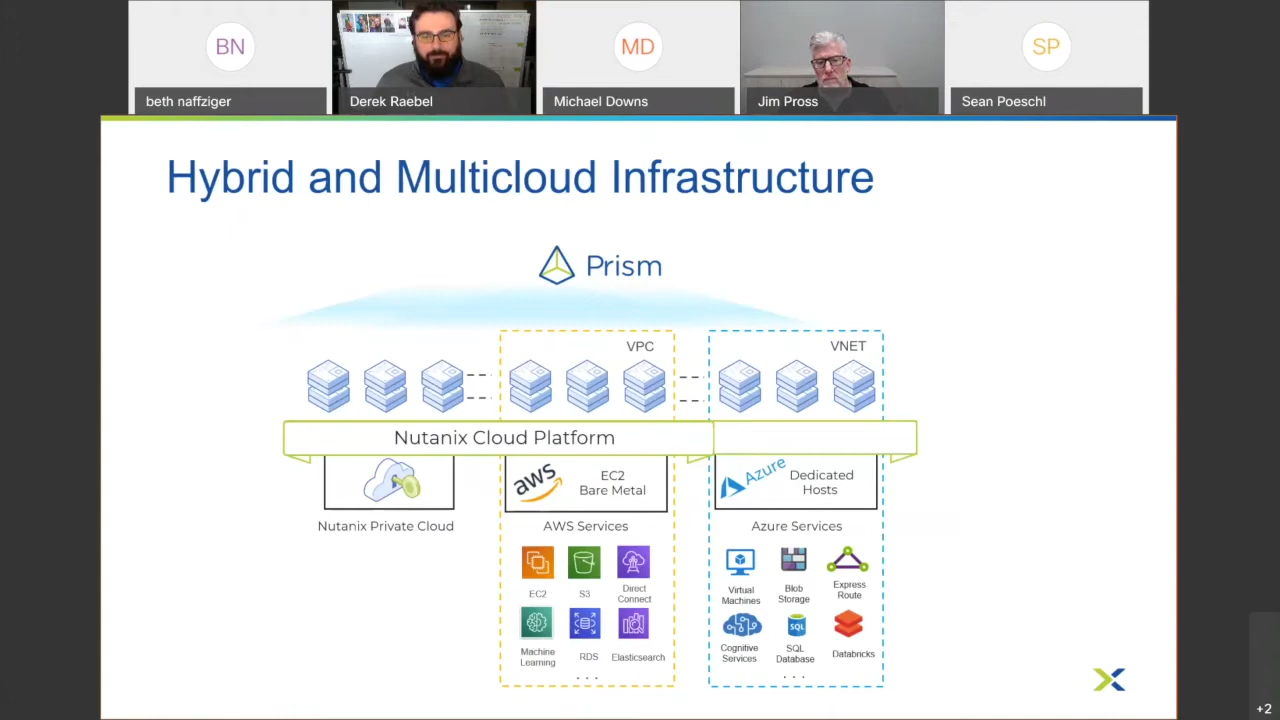 BN
MD
SP
beth naffziger
Derek Raebel
Michael Downs
Jim Pross
Sean Poeschl
Hybrid and Multicloud Infrastructure
Prism
VPC
VNET
Nutanix Cloud Platform
aws
EC2
Bare Metal
Azure
Dedicated
Hosts
Nutanix Private Cloud
AWS Services
Azure Services
EC2
S3
Direct
Connect
Virtual
Machines
Blob
Storage
Express
Route
SQL
Machine
Learning
RDS
Elasticsearch
Cognitive
Services
SQL
Database
Databricks
. . .
. . .
+2